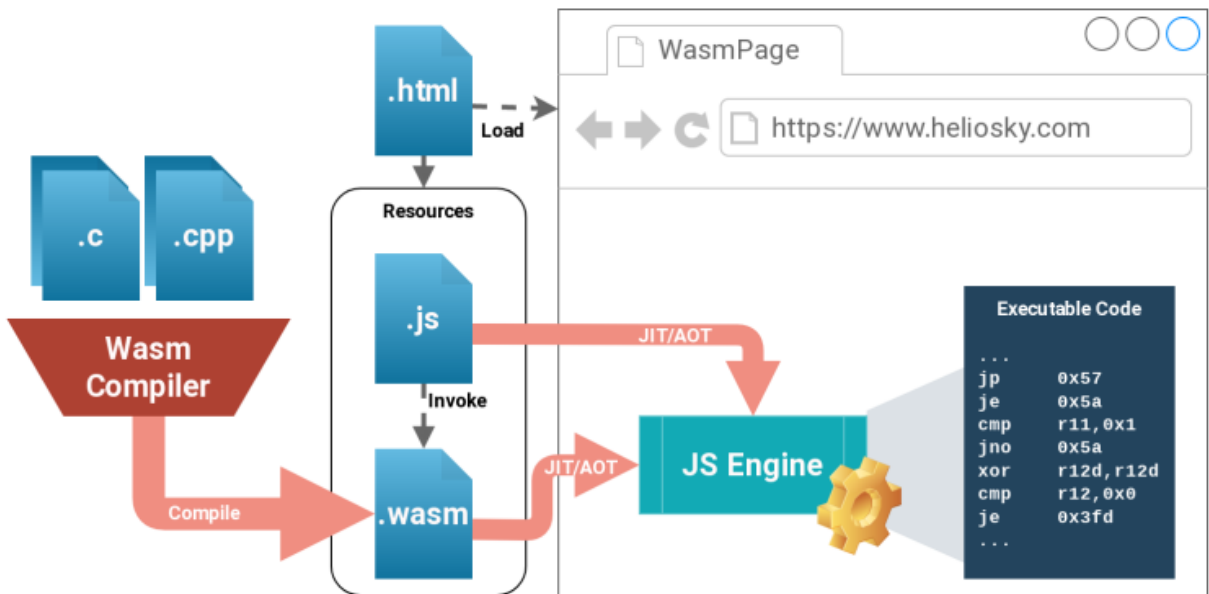 .html
Load
WasmPage
https://www.heliosky.com
.c
.cpp
Wasm
Compiler
Compile
Resources
.js
Invoke
.wasm
JIT/AOT
JIT/AOT
JS Engine
Executable Code
...
jp 0x57
je 0x5a
cmp r11,0x1
jno 0x5a
xor r12d,r12d
cmp r12,0x0
je 0x3fd
...